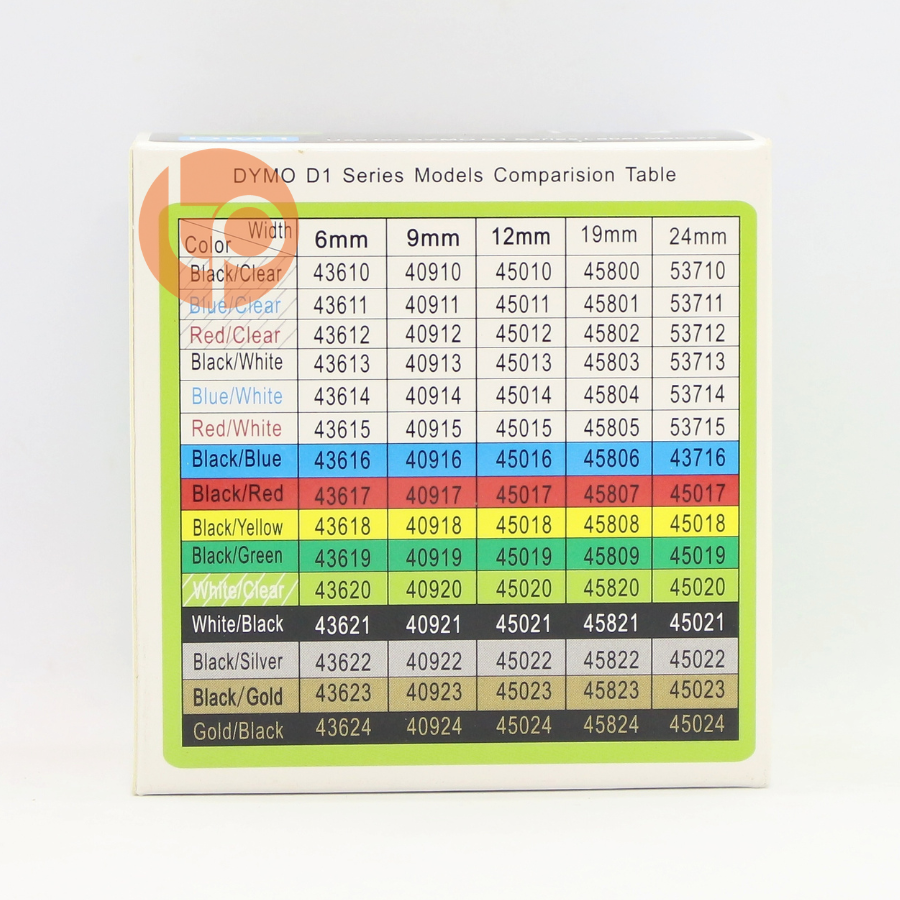 DYMO D1 Series Models Comparision Table
Width
Color 6mm 9mm 12mm 19mm 24mm
Black/Clear 43610 40910 45010 45800 53710
Blue/Clear 43611 40911 45011 45801 53711
Red/Clear 43612 40912 45012 45802 53712
Black/White 43613 40913 45013 45803 53713
Blue/White 43614 40914 45014 45804 53714
Red/White 43615 40915 45015 45805 53715
Black/Blue 43616 40916 45016 45806 43716
Black/Red 43617 40917 45017 45807 45017
Black/Yellow 43618 40918 45018 45808 45018
Black/Green 43619 40919 45019 45809 45019
White/Clear 43620 40920 45020 45820 45020
White/Black 43621 40921 45021 45821 45021
Black/Silver 43622 40922 45022 45822 45022
Black/Gold 43623 40923 45023 45823 45023
Gold/Black 43624 40924 45024 45824 45024